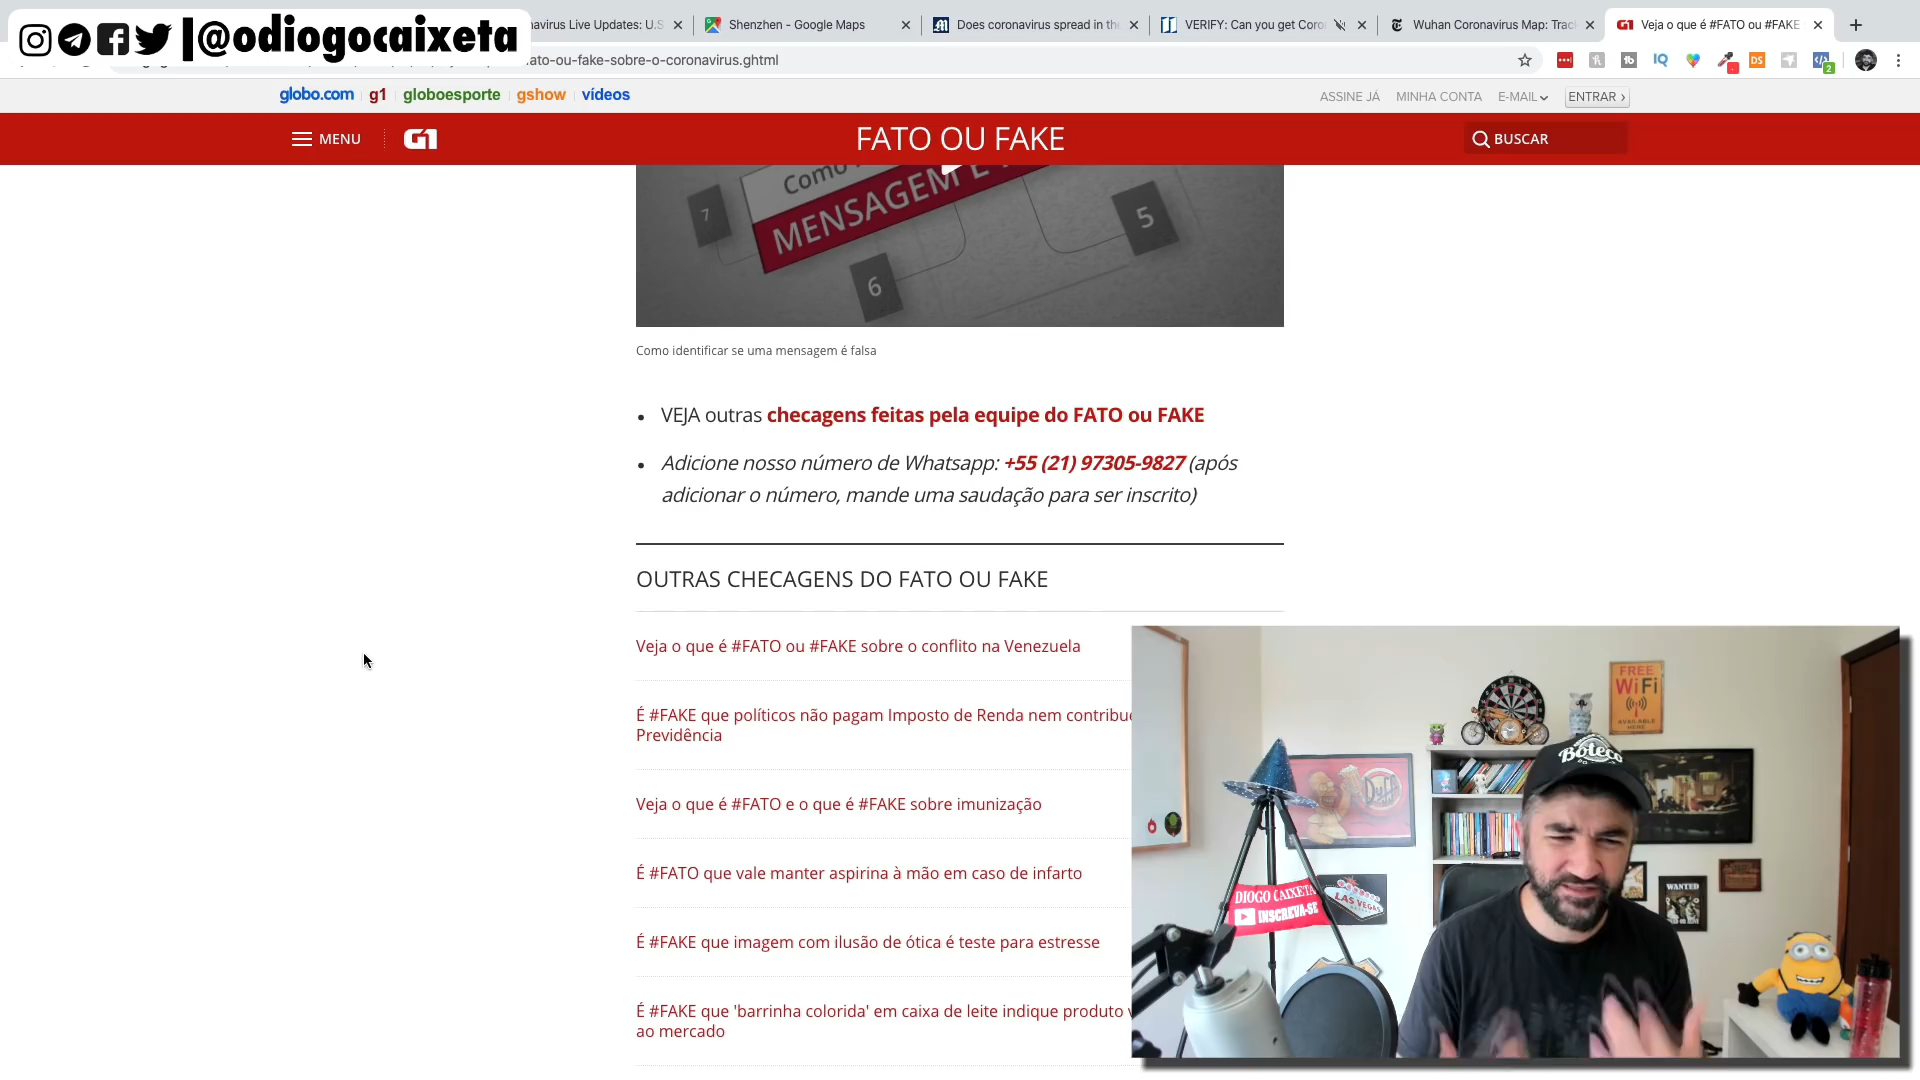 |@odiogocaixeta
navirus Live Updates: U.S
Shenzhen - Google Maps
Does coronavirus spread in the
VERIFY: Can you get Coro
Wuhan Coronavirus Map: Trac
Veja o que é #FATO ou #FAKE
ato-ou-fake-sobre-o-coronavirus.ghtml
globo.com
g1
globoesporte
gshow
vídeos
ASSINE JÁ
MINHA CONTA
E-MAIL
ENTRAR
MENU
G1
FATO OU FAKE
BUSCAR
Como
MENSAGEM É
7
5
6
Como identificar se uma mensagem é falsa
• VEJA outras checagens feitas pela equipe do FATO ou FAKE
• Adicione nosso número de Whatsapp: +55 (21) 97305-9827 (após
adicionar o número, mande uma saudação para ser inscrito)
OUTRAS CHECAGENS DO FATO OU FAKE
Veja o que é #FATO ou #FAKE sobre o conflito na Venezuela
É #FAKE que políticos não pagam Imposto de Renda nem contribue
Previdência
Veja o que é #FATO e o que é #FAKE sobre imunização
É #FATO que vale manter aspirina à mão em caso de infarto
É #FAKE que imagem com ilusão de ótica é teste para estresse
É #FAKE que 'barrinha colorida' em caixa de leite indique produto v
ao mercado
FREE
WiFi
AVAILABLE
HERE
Boteco
Duff
DIOGO CAIXETA
INSCREVA-SE
LAS VEGAS
WANTED